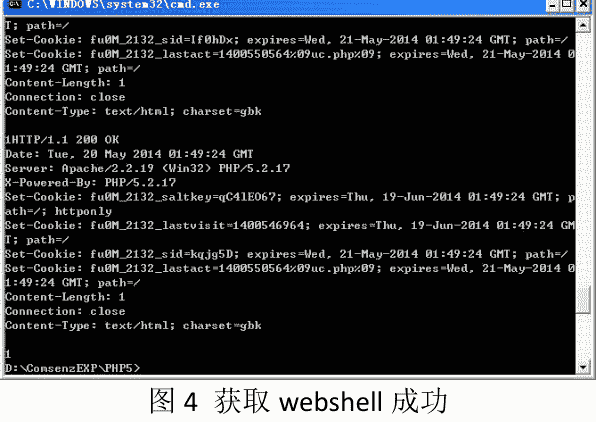 C:\WINDOWS\system32\cmd.exe
T; path=/
Set-Cookie: fu0M_2132_sid=If0hDx; expires=Wed, 21-May-2014 01:49:24 GMT; path=/
Set-Cookie: fu0M_2132_lastact=1400550564%09uc.php%09; expires=Wed, 21-May-2014 0
1:49:24 GMT; path=/
Content-Length: 1
Connection: close
Content-Type: text/html; charset=gbk
1HTTP/1.1 200 OK
Date: Tue, 20 May 2014 01:49:24 GMT
Server: Apache/2.2.19 (Win32) PHP/5.2.17
X-Powered-By: PHP/5.2.17
Set-Cookie: fu0M_2132_saltkey=qC4lEO67; expires=Thu, 19-Jun-2014 01:49:24 GMT; p
ath=/; httponly
Set-Cookie: fu0M_2132_lastvisit=1400546964; expires=Thu, 19-Jun-2014 01:49:24 GM
T; path=/
Set-Cookie: fu0M_2132_sid=kqjg5D; expires=Wed, 21-May-2014 01:49:24 GMT; path=/
Set-Cookie: fu0M_2132_lastact=1400550564%09uc.php%09; expires=Wed, 21-May-2014 0
1:49:24 GMT; path=/
Content-Length: 1
Connection: close
Content-Type: text/html; charset=gbk
1
D:\ComsenzEXP\PHP5>
图 4 获取 webshell 成功